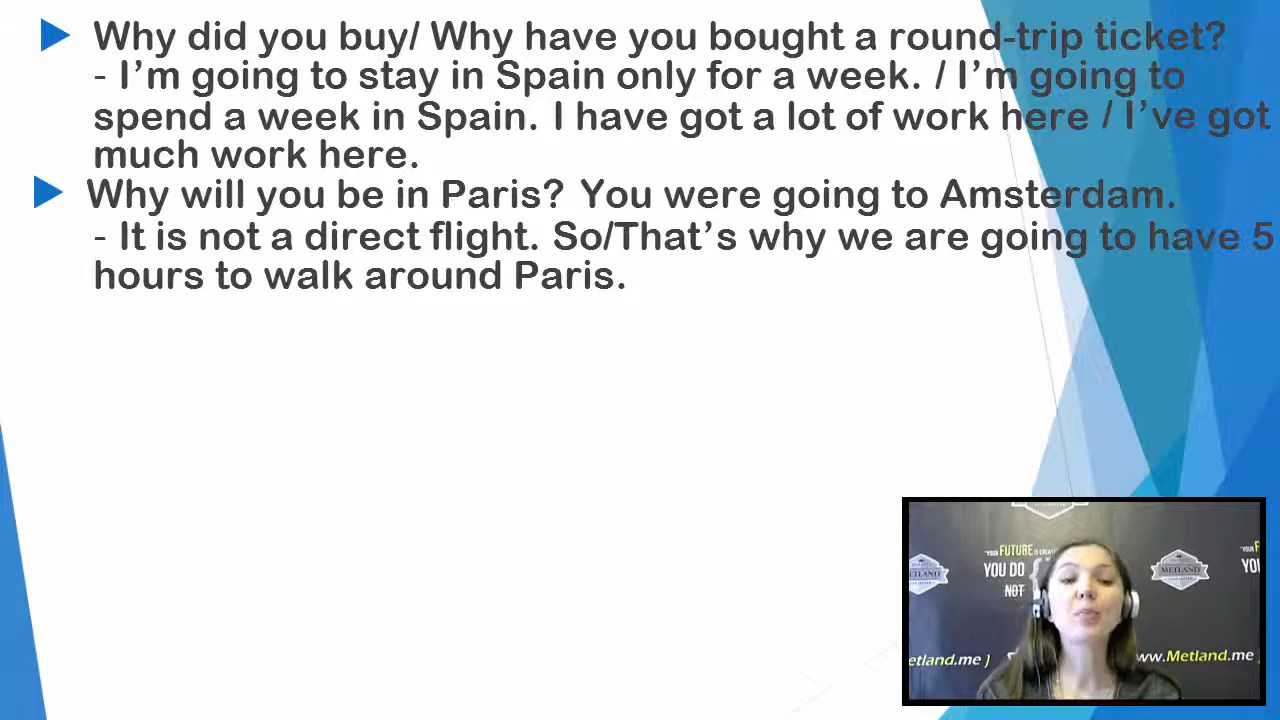 Why did you buy/ Why have you bought a round-trip ticket?
- I’m going to stay in Spain only for a week. / I’m going to
spend a week in Spain. I have got a lot of work here / I’ve got
much work here.
Why will you be in Paris? You were going to Amsterdam.
- It is not a direct flight. So/That’s why we are going to have 5
hours to walk around Paris.
"YOUR FUTURE IS
YOU DO
NOT
METLAND
"YOUR
YOU
etland.me )
www.Metland.me )